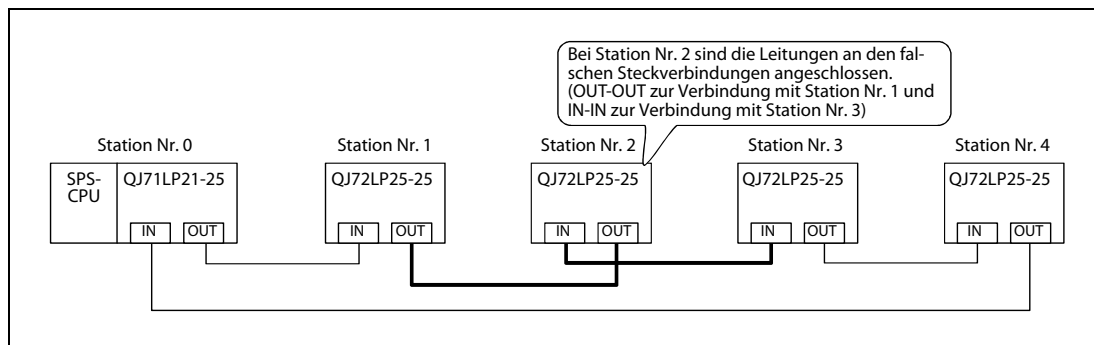 Bei Station Nr. 2 sind die Leitungen an den fal-
schen Steckverbindungen angeschlossen.
(OUT-OUT zur Verbindung mit Station Nr. 1 und
IN-IN zur Verbindung mit Station Nr. 3)
Station Nr. 0
Station Nr. 1
Station Nr. 2
Station Nr. 3
Station Nr. 4
SPS-
CPU
QJ71LP21-25
QJ72LP25-25
QJ72LP25-25
QJ72LP25-25
QJ72LP25-25
IN
OUT
IN
OUT
IN
OUT
IN
OUT
IN
OUT